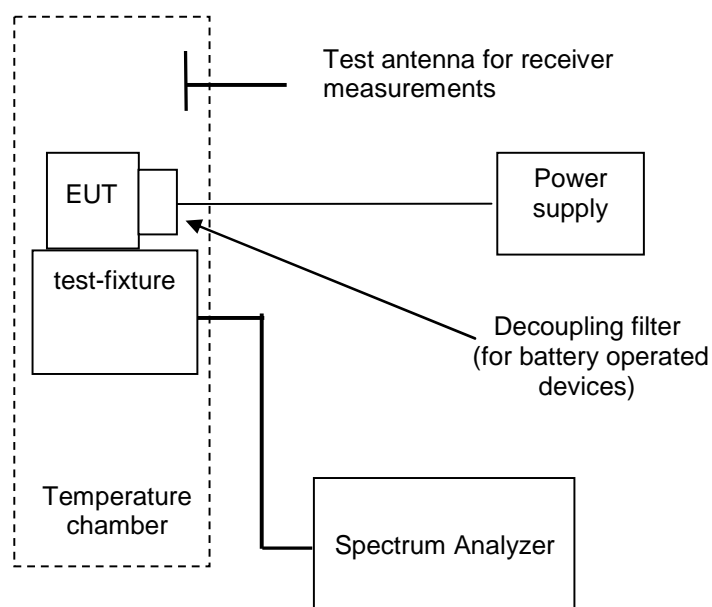 Test antenna for receiver
measurements
EUT
Power
supply
test-fixture
Decoupling filter
(for battery operated
devices)
Temperature
chamber
Spectrum Analyzer